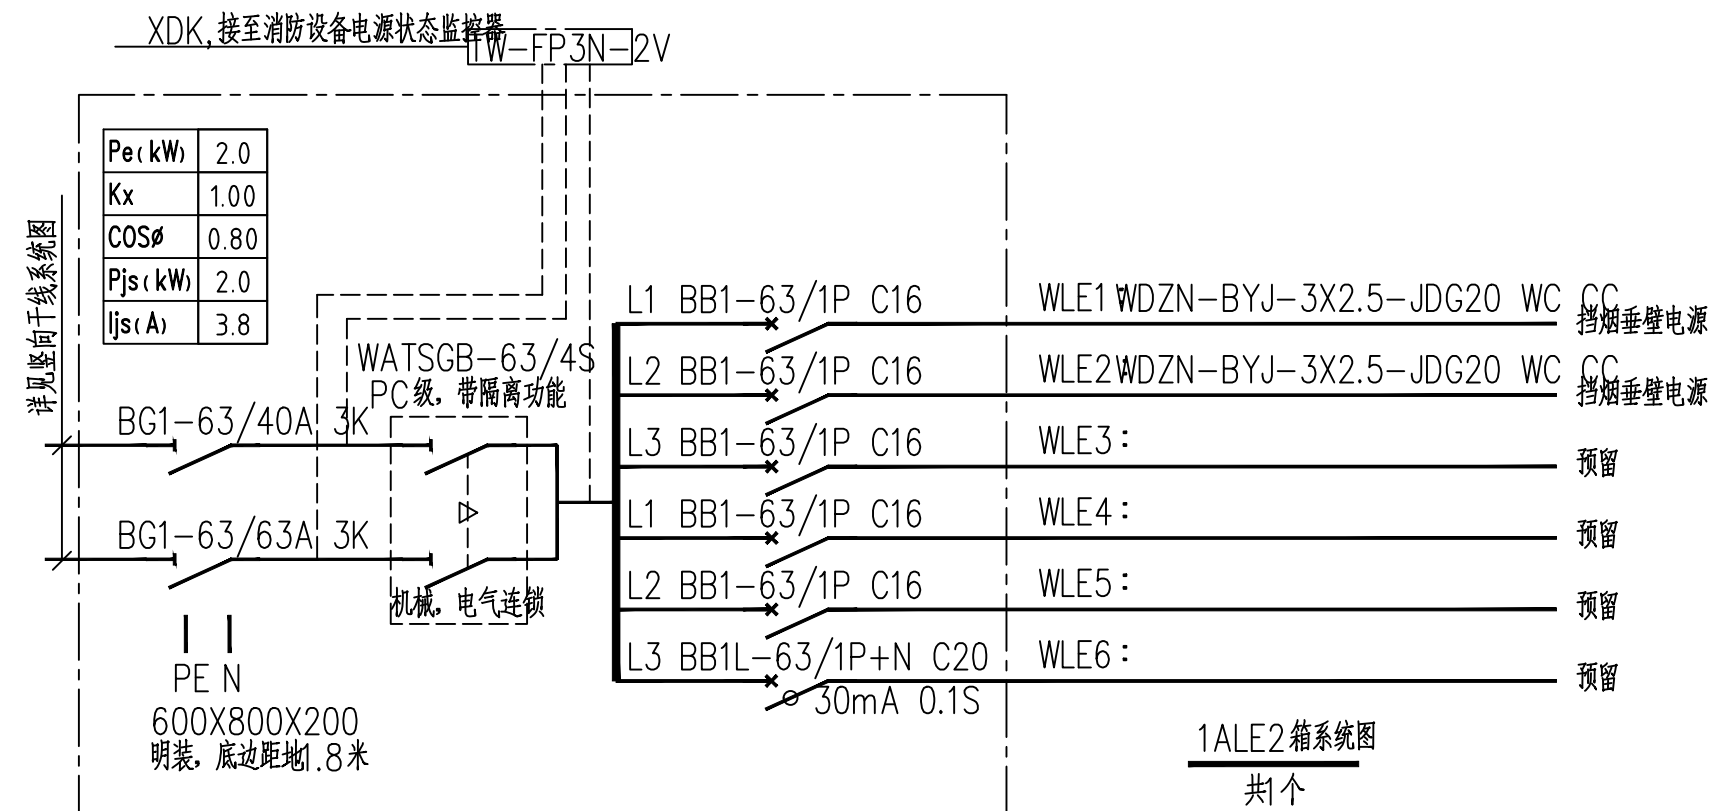 XDK,接至消防设备电源状态监控器
TW-FP3N-2V
Pe(kW) 2.0
Kx 1.00
COSø 0.80
Pjs(kW) 2.0
Ijs(A) 3.8
详见竖向干线系统图
BG1-63/40A 3K
BG1-63/63A 3K
WATSGB-63/4S
PC级，带隔离功能
机械，电气连锁
PE N
600X800X200
明装，底边距地1.8米
L1 BB1-63/1P C16 WLE1: WDZN-BYJ-3X2.5-JDG20 WC CC
挡烟垂壁电源
L2 BB1-63/1P C16 WLE2: WDZN-BYJ-3X2.5-JDG20 WC CC
挡烟垂壁电源
L3 BB1-63/1P C16 WLE3:
预留
L1 BB1-63/1P C16 WLE4:
预留
L2 BB1-63/1P C16 WLE5:
预留
L3 BB1L-63/1P+N C20 WLE6:
预留
30mA 0.1S
1ALE2箱系统图
共1个